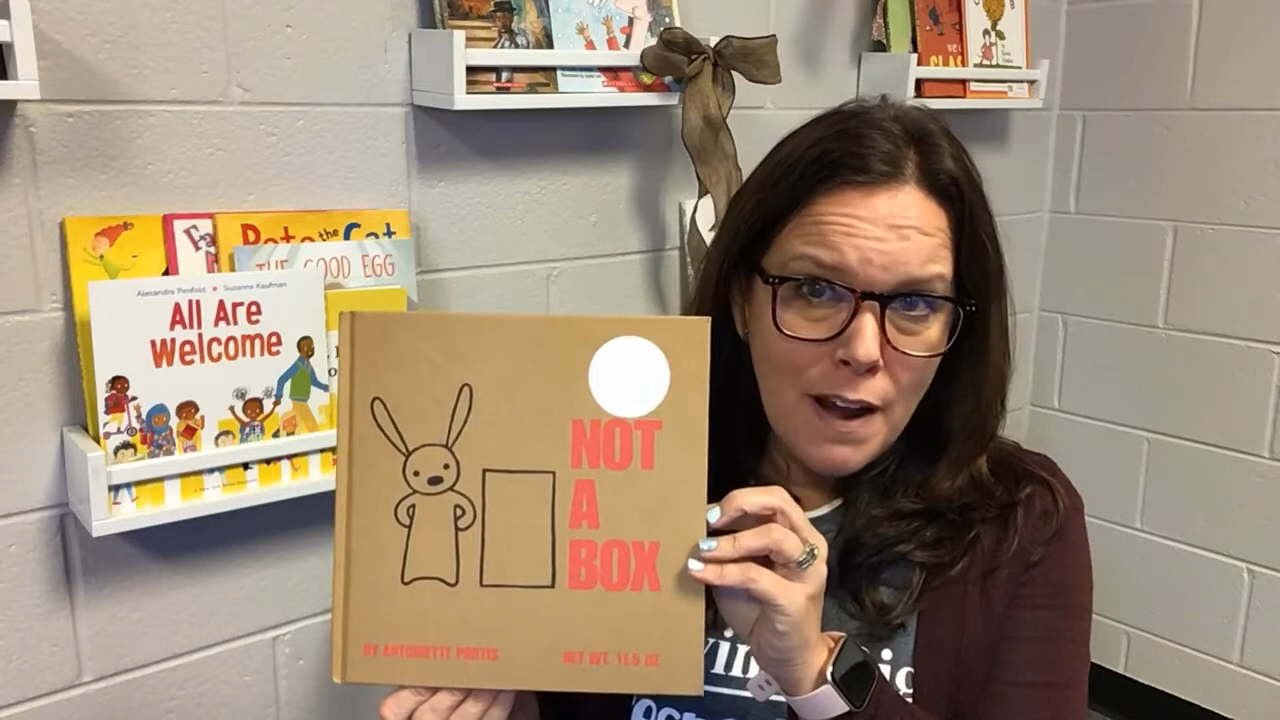 Pete the Cat
THE GOOD EGG
Alexandra Penfold Suzanne Kaufman
All Are
Welcome
NOT
A
BOX
BY ANTOINETTE PORTIS
NET WT. 11.5 OZ.